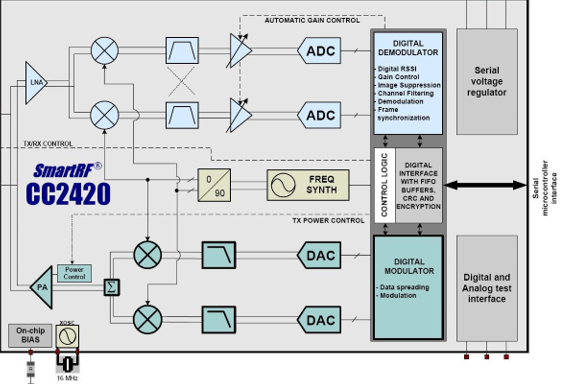 AUTOMATIC GAIN CONTROL
LNA
ADC
ADC
DIGITAL
DEMODULATOR
- Digital RSSI
- Gain Control
- Image Suppression
- Channel Filtering
- Demodulation
- Frame
synchronization
Serial
voltage
regulator
TX/RX CONTROL
SmartRF®
CC2420
0
90
FREQ
SYNTH
CONTROL LOGIC
DIGITAL
INTERFACE
WITH FIFO
BUFFERS,
CRC AND
ENCRYPTION
Serial
microcontroller
interface
TX POWER CONTROL
Power
Control
PA
Σ
DAC
DAC
DIGITAL
MODULATOR
- Data spreading
- Modulation
Digital and
Analog test
interface
On-chip
BIAS
XOSC
R
16 MHz